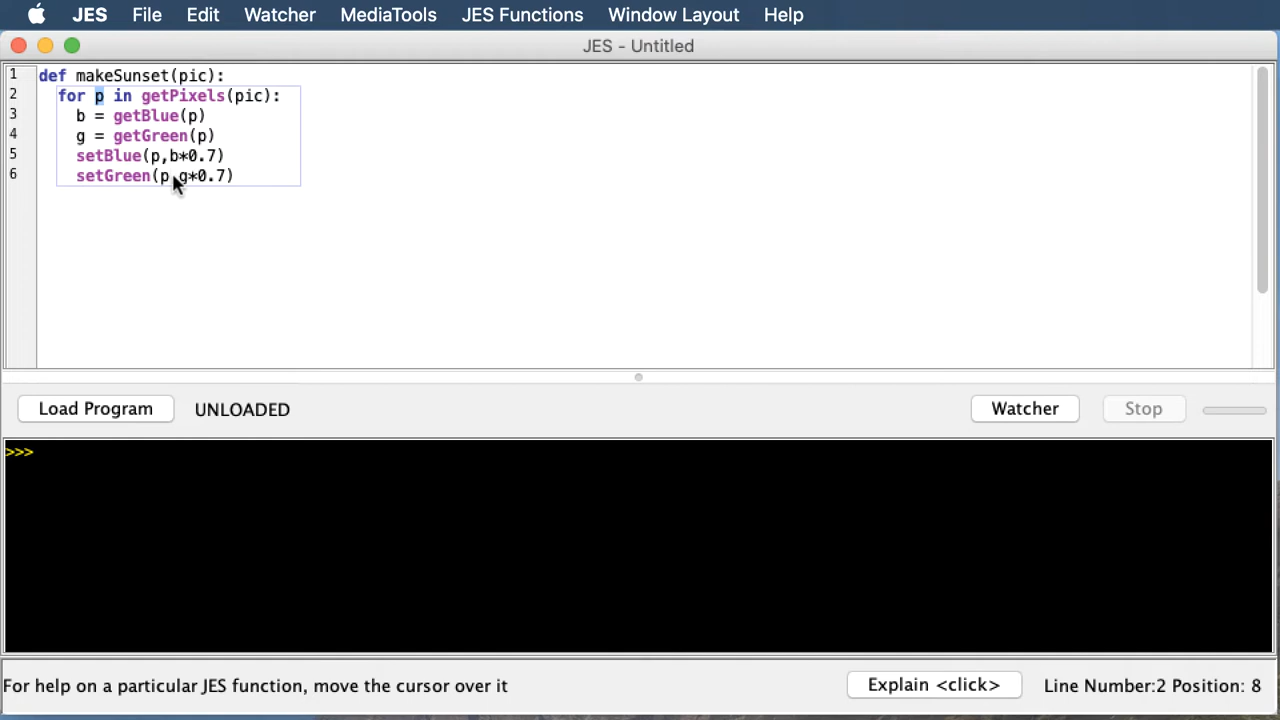 JES File Edit Watcher MediaTools JES Functions Window Layout Help
JES - Untitled
1 def makeSunset(pic):
2 for p in getPixels(pic):
3 b = getBlue(p)
4 g = getGreen(p)
5 setBlue(p,b*0.7)
6 setGreen(p,g*0.7)
Load Program UNLOADED Watcher Stop
>>>
For help on a particular JES function, move the cursor over it Explain <click> Line Number:2 Position: 8